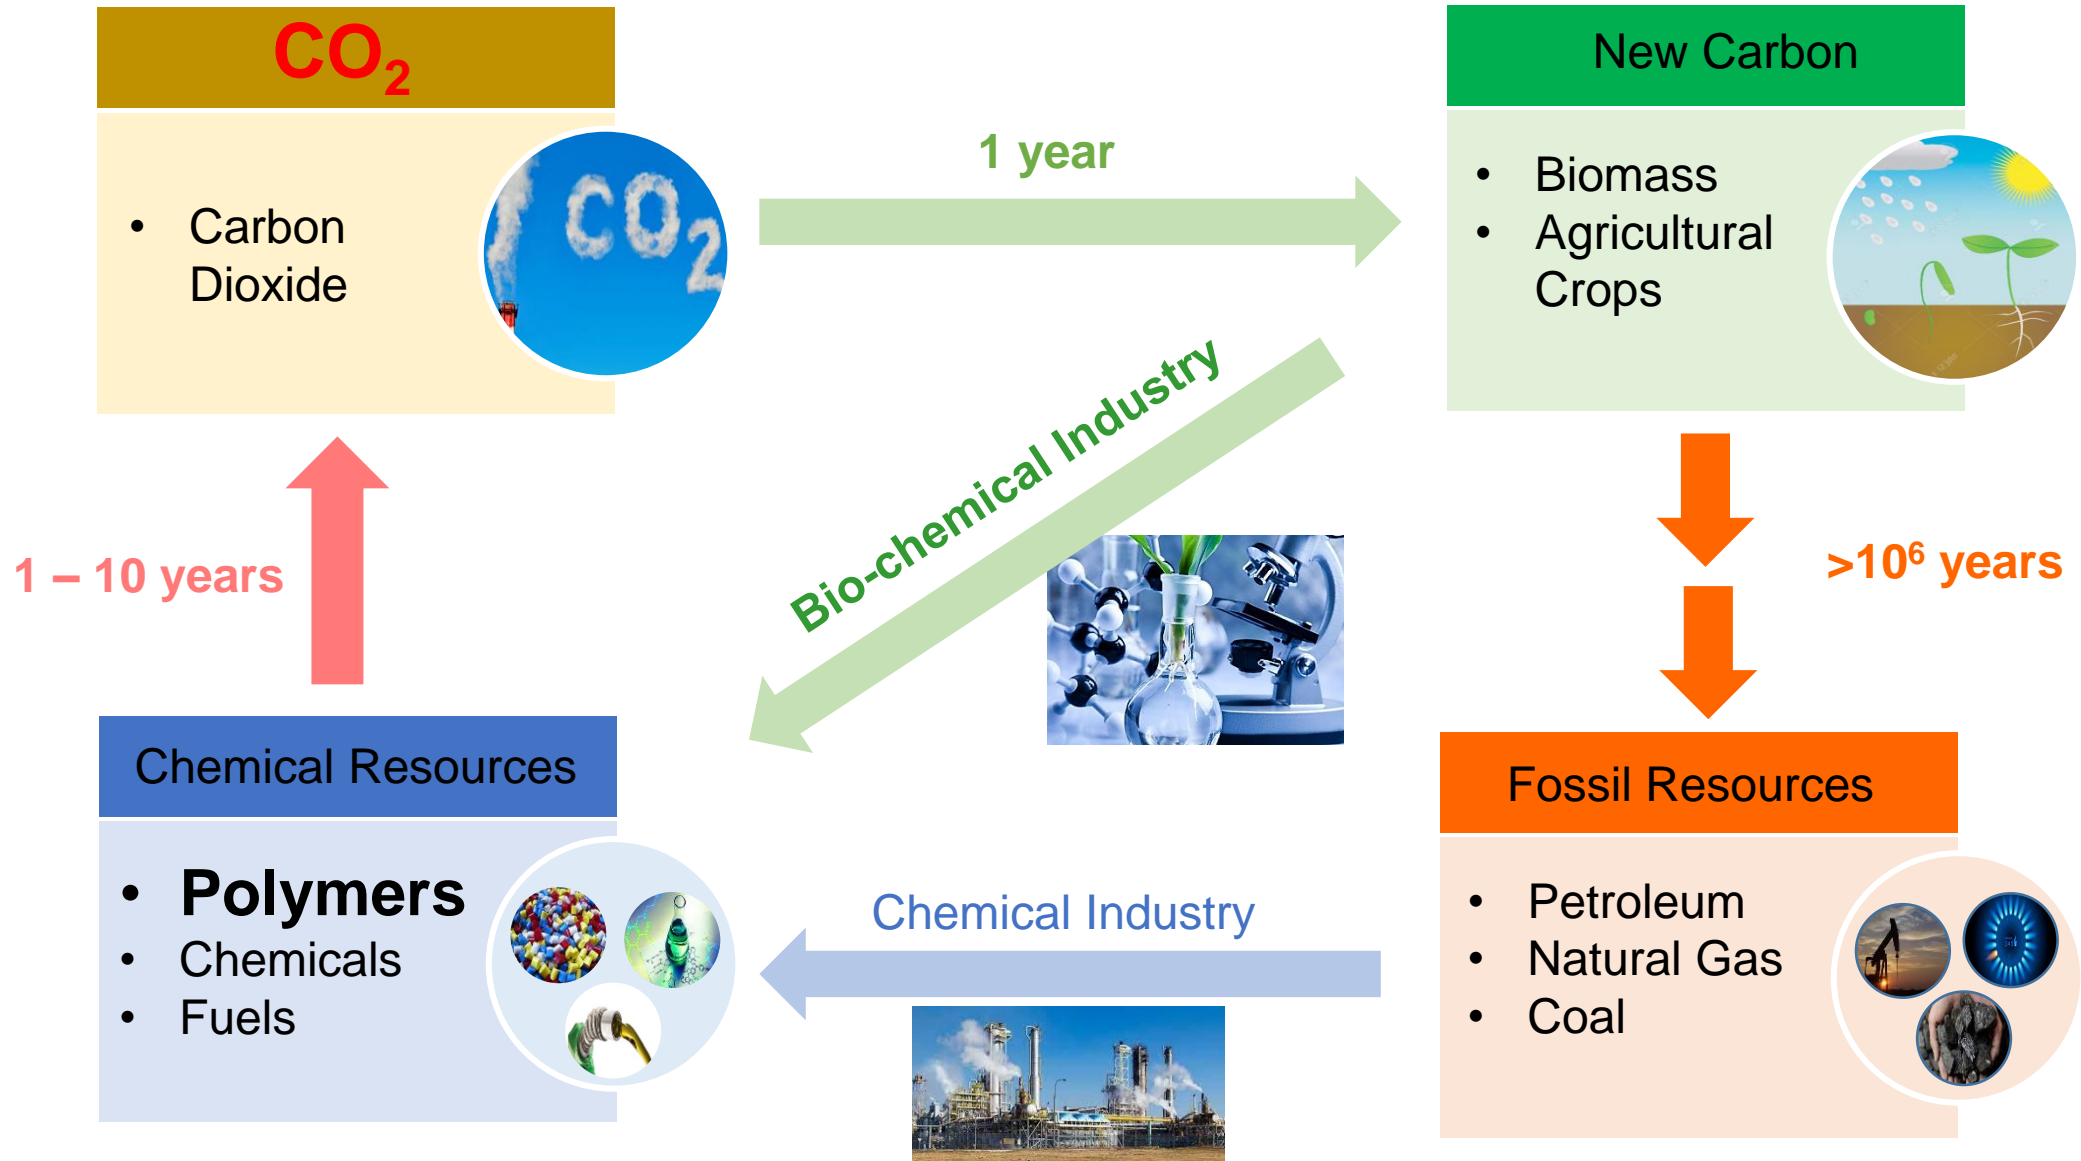 CO₂
• Carbon
Dioxide
CO₂
1 year
New Carbon
• Biomass
• Agricultural
Crops
Bio-chemical Industry
1 – 10 years
>10⁶ years
Chemical Resources
• Polymers
• Chemicals
• Fuels
Chemical Industry
Fossil Resources
• Petroleum
• Natural Gas
• Coal